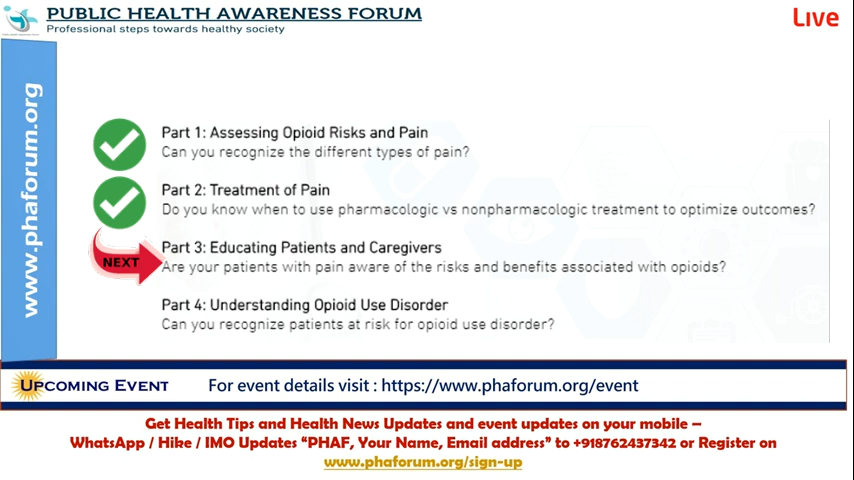 PUBLIC HEALTH AWARENESS FORUM
Professional steps towards healthy society
Live
www.phaforum.org
Part 1: Assessing Opioid Risks and Pain
Can you recognize the different types of pain?
Part 2: Treatment of Pain
Do you know when to use pharmacologic vs nonpharmacologic treatment to optimize outcomes?
NEXT
Part 3: Educating Patients and Caregivers
Are your patients with pain aware of the risks and benefits associated with opioids?
Part 4: Understanding Opioid Use Disorder
Can you recognize patients at risk for opioid use disorder?
UPCOMING EVENT
For event details visit : https://www.phaforum.org/event
Get Health Tips and Health News Updates and event updates on your mobile –
WhatsApp / Hike / IMO Updates “PHAF, Your Name, Email address” to +918762437342 or Register on
www.phaforum.org/sign-up